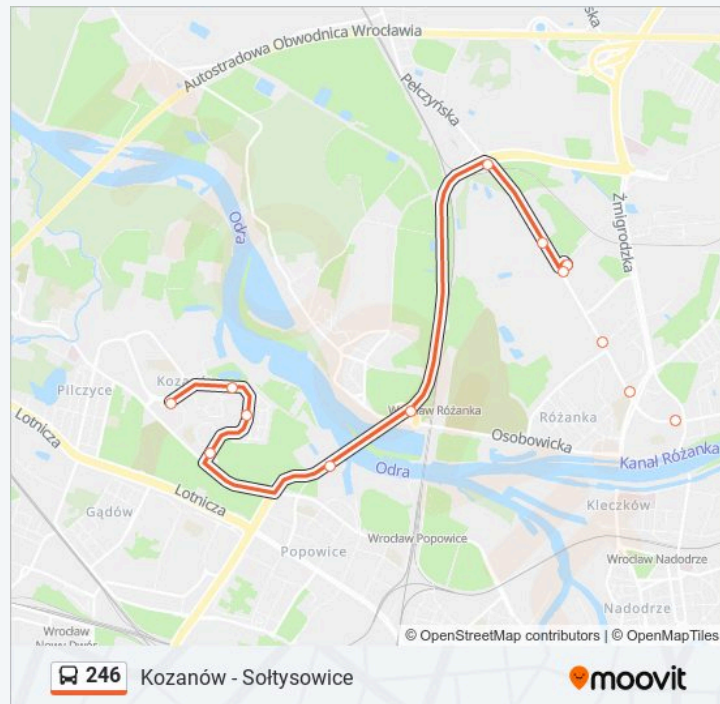 Autostradowa Obwodnica Wrocławia
Pełczyńska
Żmigrodzka
Odra
Pilczyce
Lotnicza
Wrocław Różanka
Różanka
Osobowicka
Kanał Różanka
Odra
Lotnicza
Gądów
Popowice
Wrocław Popowice
Kleczków
Wrocław Nadodrze
Nadodrze
Wrocław
© OpenStreetMap contributors | © OpenMapTiles
246 Kozanów - Sołtysowice
moovit